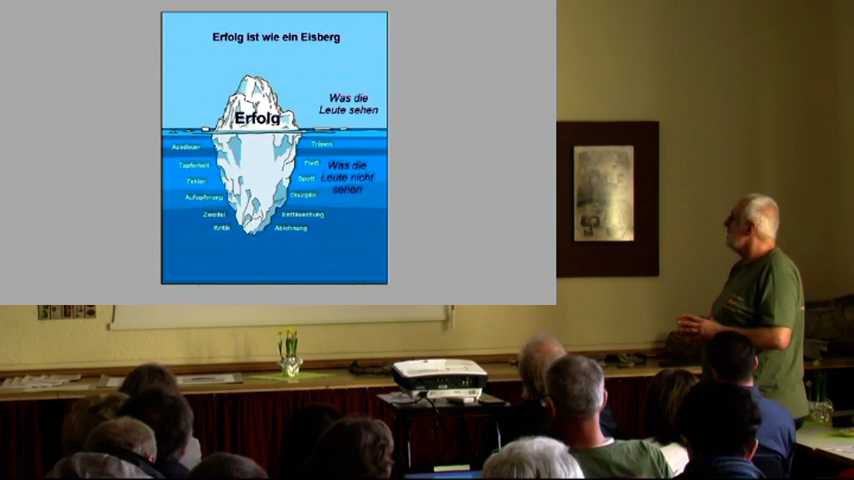 Erfolg ist wie ein Eisberg
Was die
Leute sehen
Erfolg
Ausdauer
Tränen
Tapferkeit
Fleiß
Was die
Leute nicht
sehen
Fehler
Spott
Aufopferung
Disziplin
Zweifel
Enttäuschung
Kritik
Ablehnung